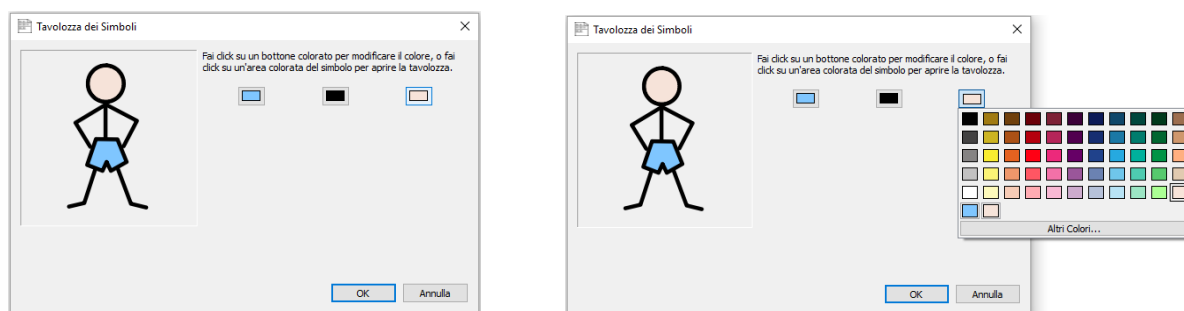 Tavolozza dei Simboli
Fai click su un bottone colorato per modificare il colore, o fai
click su un'area colorata del simbolo per aprire la tavolozza.
OK
Annulla
Tavolozza dei Simboli
Fai click su un bottone colorato per modificare il colore, o fai
click su un'area colorata del simbolo per aprire la tavolozza.
Altri Colori...
OK
Annulla